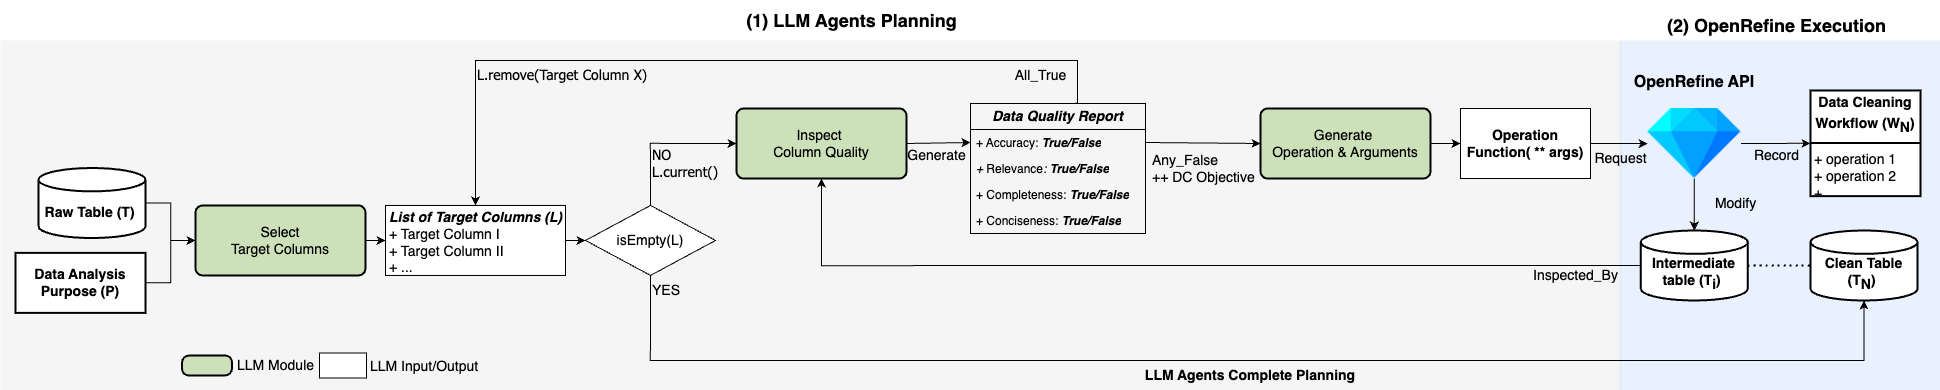 (1) LLM Agents Planning
(2) OpenRefine Execution
L.remove(Target Column X)
All_True
OpenRefine API
Raw Table (T)
Data Analysis
Purpose (P)
Select
Target Columns
List of Target Columns (L)
+ Target Column I
+ Target Column II
+ ...
isEmpty(L)
NO
L.current()
YES
Inspect
Column Quality
Generate
Data Quality Report
+ Accuracy: True/False
+ Relevance: True/False
+ Completeness: True/False
+ Conciseness: True/False
Any_False
++ DC Objective
Generate
Operation & Arguments
Operation
Function( ** args)
Request
Record
Data Cleaning
Workflow (WN)
+ operation 1
+ operation 2
+
Modify
Inspected_By
Intermediate
table (Ti)
Clean Table
(TN)
LLM Module
LLM Input/Output
LLM Agents Complete Planning